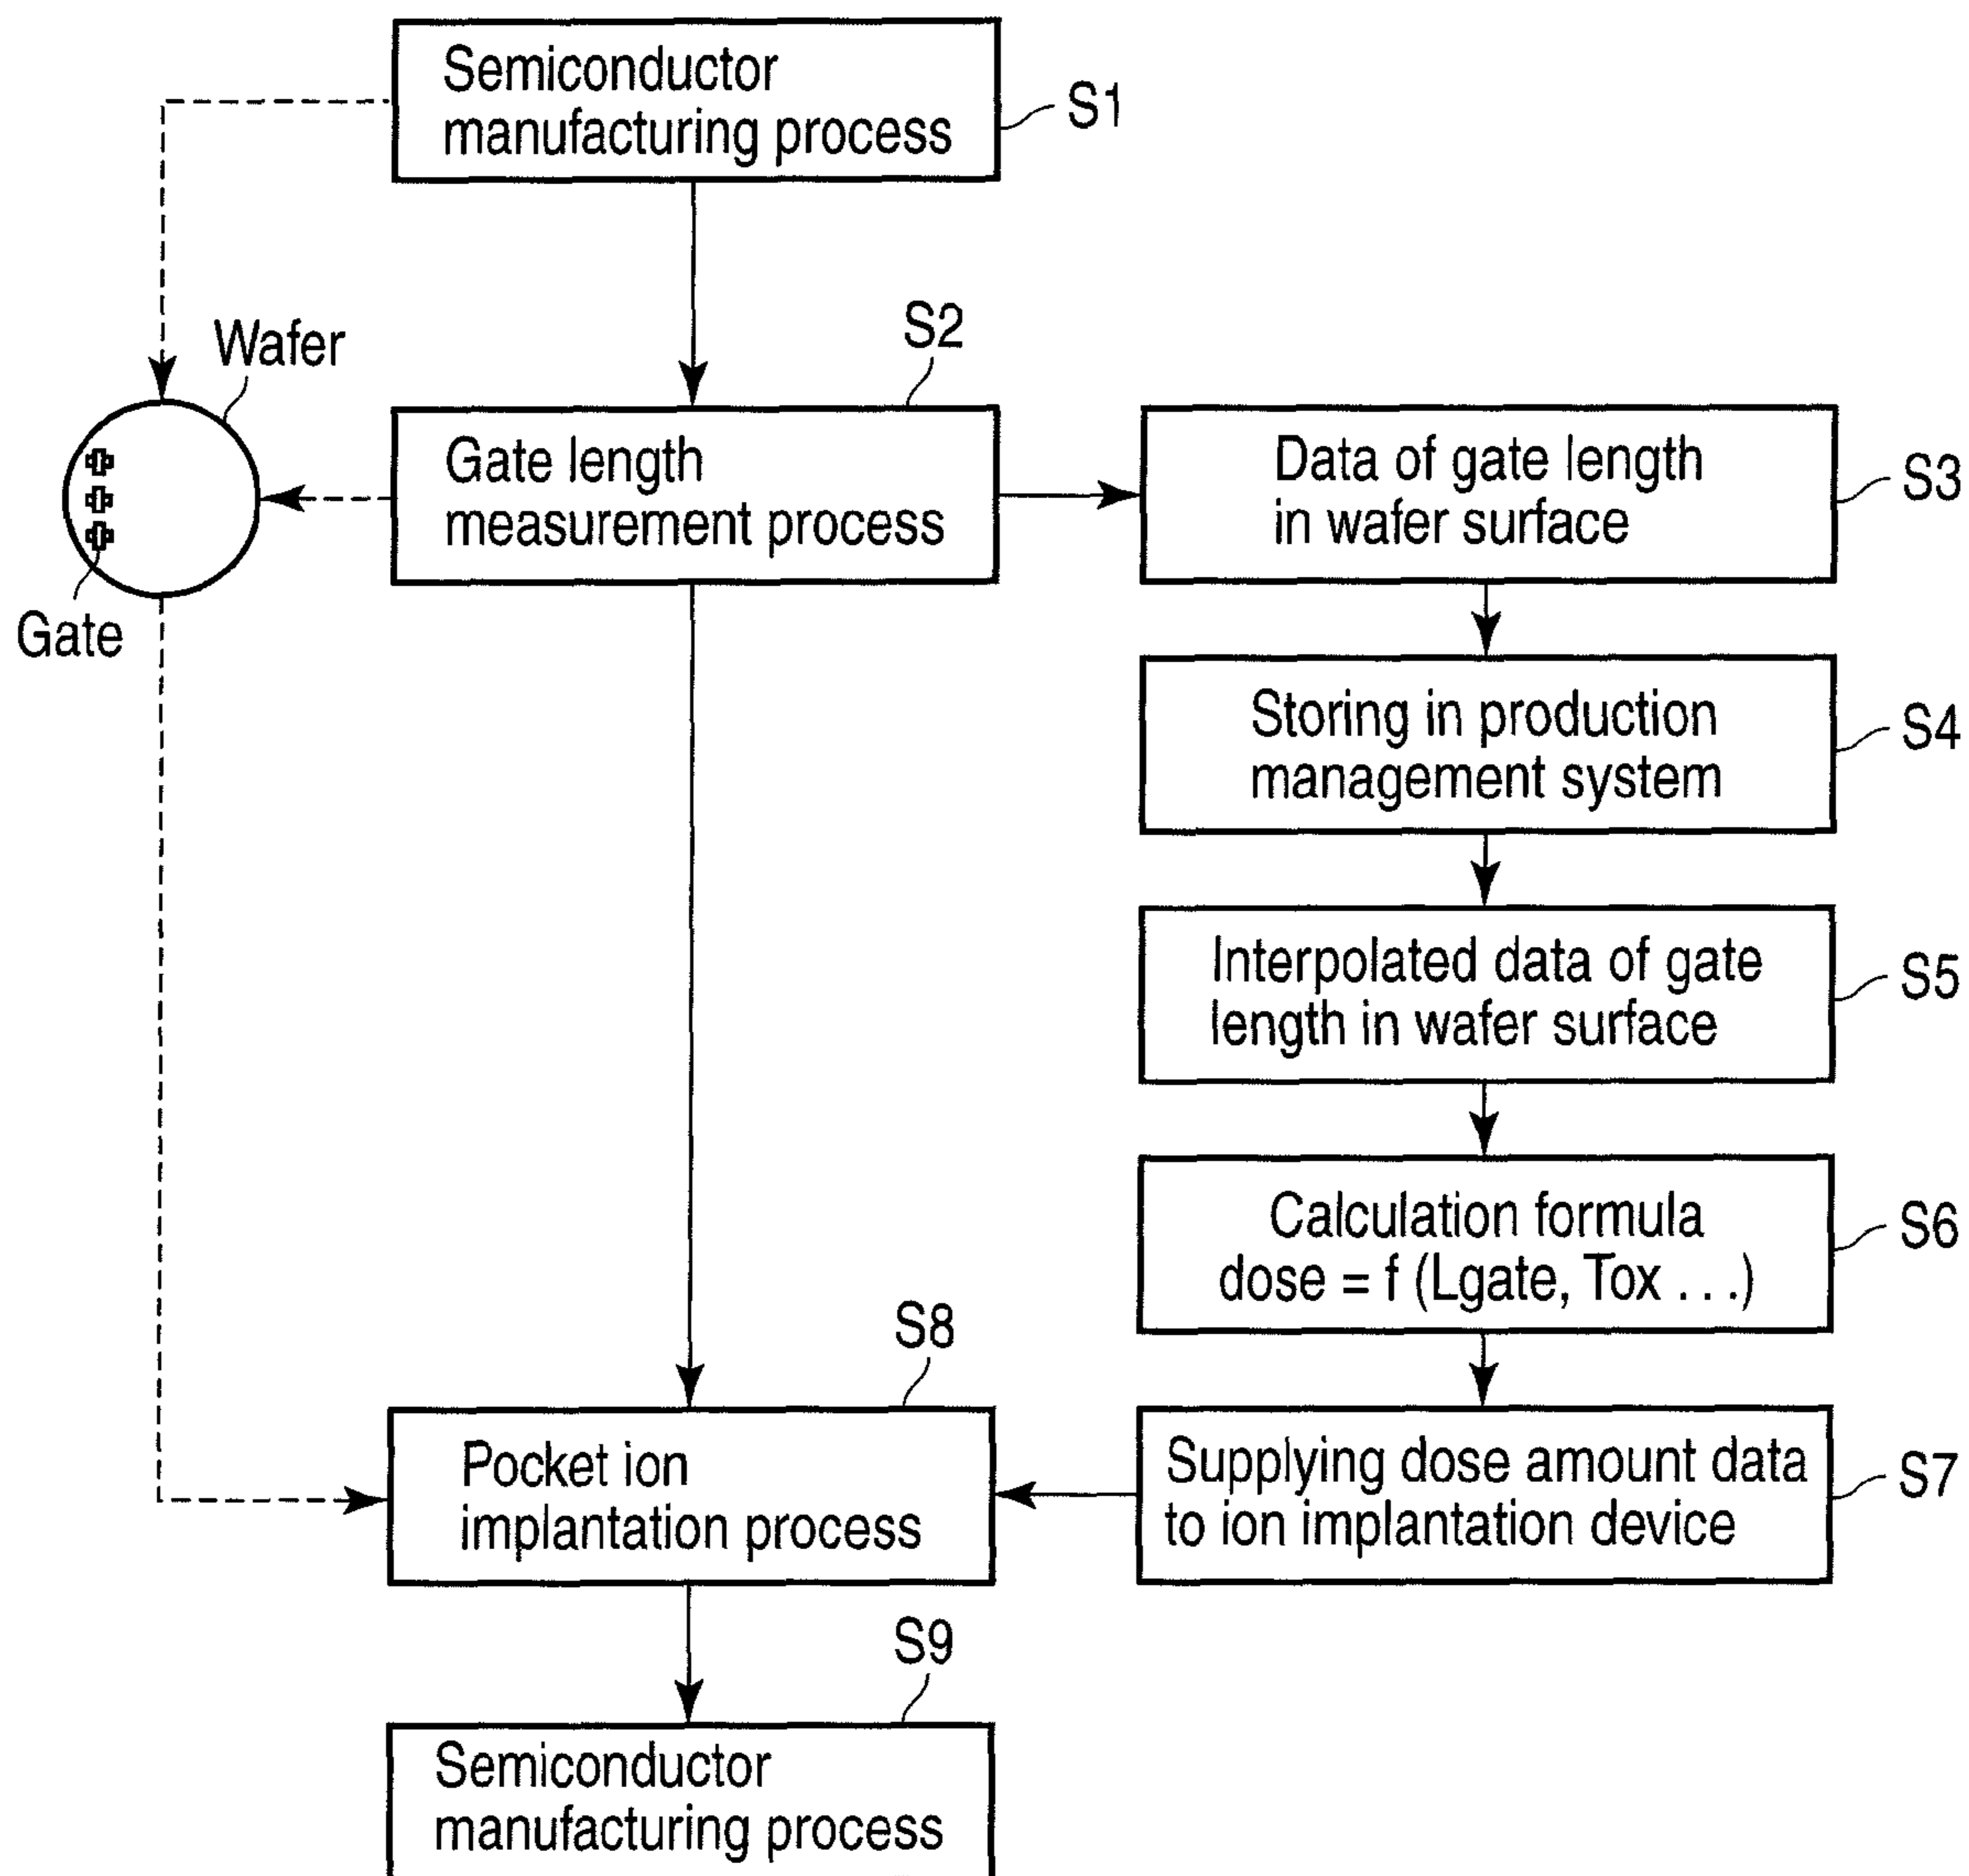 Semiconductor
manufacturing process
S1
Wafer
Gate
S2
Gate length
measurement process
Data of gate length
in wafer surface
S3
Storing in production
management system
S4
Interpolated data of gate
length in wafer surface
S5
Calculation formula
dose = f (Lgate, Tox . . .)
S6
Supplying dose amount data
to ion implantation device
S7
S8
Pocket ion
implantation process
S9
Semiconductor
manufacturing process